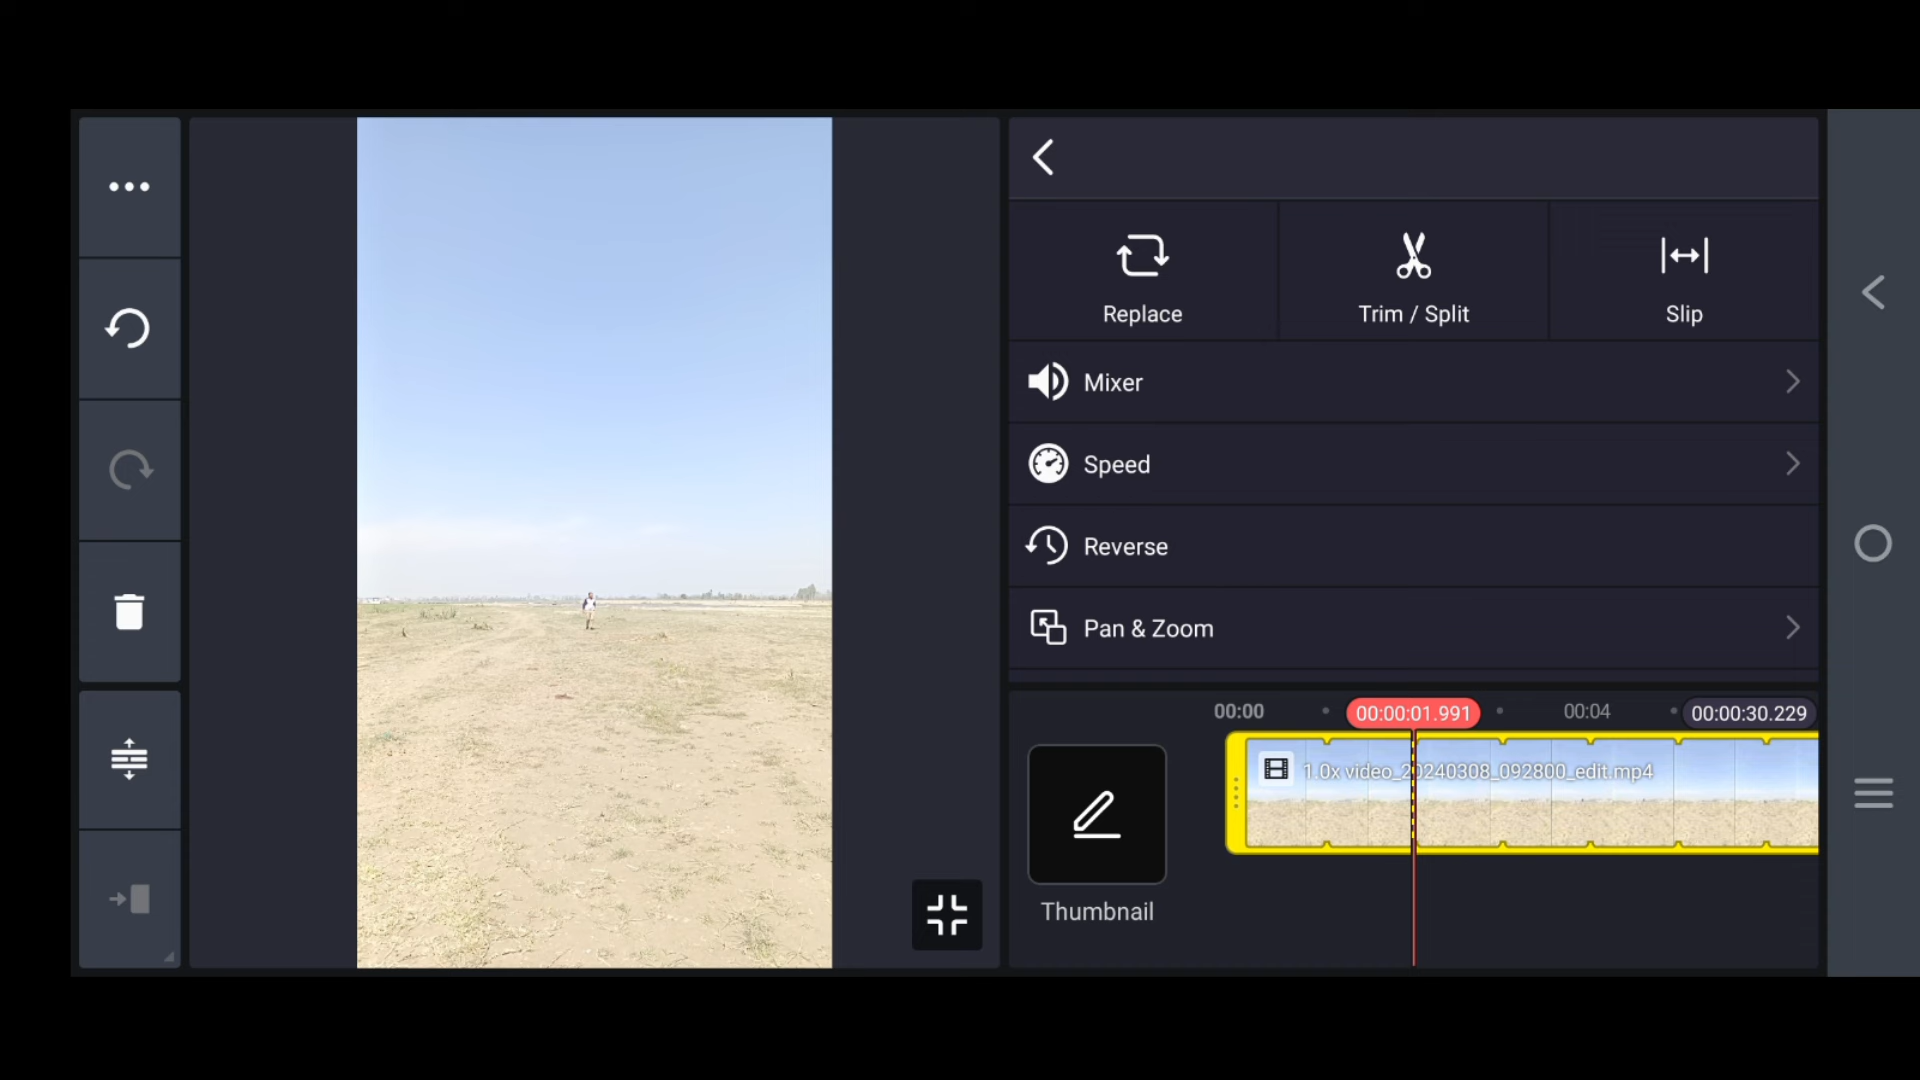 Replace
Trim / Split
Slip
Mixer
Speed
Reverse
Pan & Zoom
00:00
00:00:01.991
00:04
00:00:30.229
1.0x video_20240308_092800_edit.mp4
Thumbnail